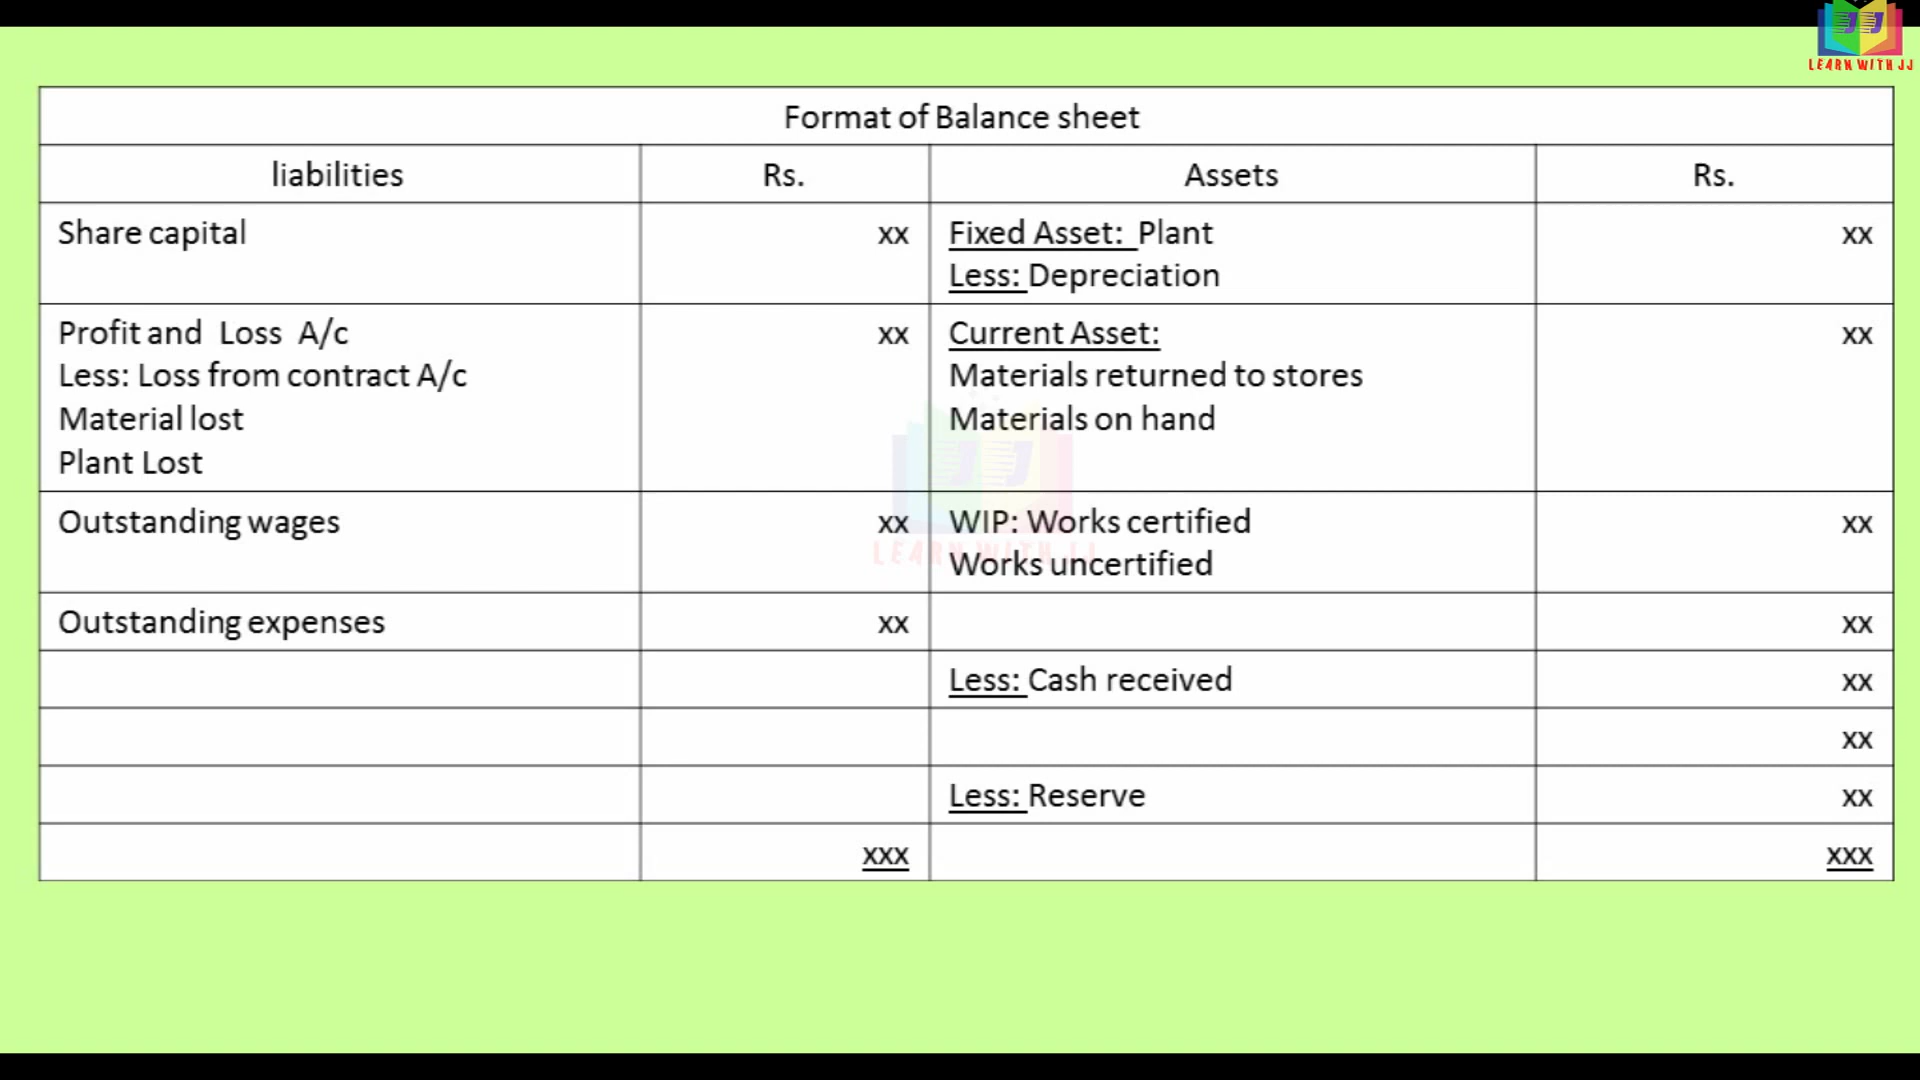 LEARN WITH JJ
Format of Balance sheet
liabilities Rs. Assets Rs.
Share capital xx Fixed Asset: Plant xx
Less: Depreciation
Profit and Loss A/c xx Current Asset: xx
Less: Loss from contract A/c Materials returned to stores
Material lost Materials on hand
Plant Lost
Outstanding wages xx WIP: Works certified xx
LEARN WITH JJ
Works uncertified
Outstanding expenses xx xx
Less: Cash received xx
xx
Less: Reserve xx
xxx xxx